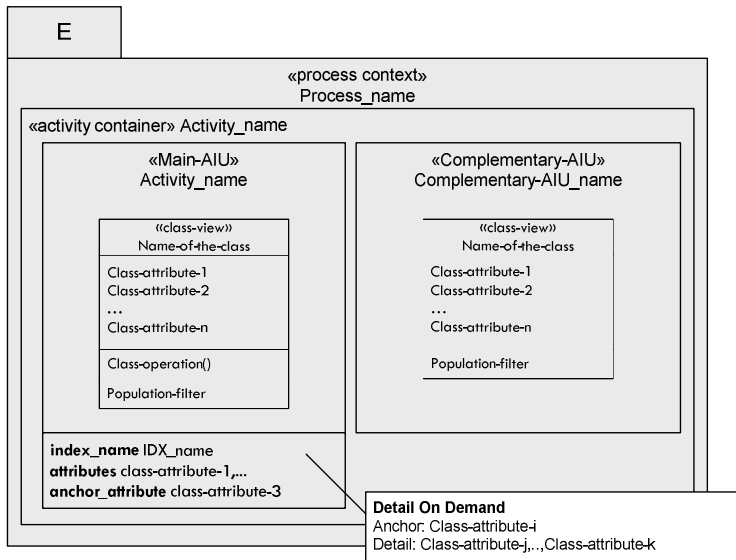 E
«process context»
Process_name
«activity container» Activity_name
«Main-AIU»
Activity_name
«class-view»
Name-of-the-class
Class-attribute-1
Class-attribute-2
...
Class-attribute-n
Class-operation()
Population-filter
index_name IDX_name
attributes class-attribute-1,...
anchor_attribute class-attribute-3
«Complementary-AIU»
Complementary-AIU_name
«class-view»
Name-of-the-class
Class-attribute-1
Class-attribute-2
...
Class-attribute-n
Population-filter
Detail On Demand
Anchor: Class-attribute-i
Detail: Class-attribute-j,..,Class-attribute-k